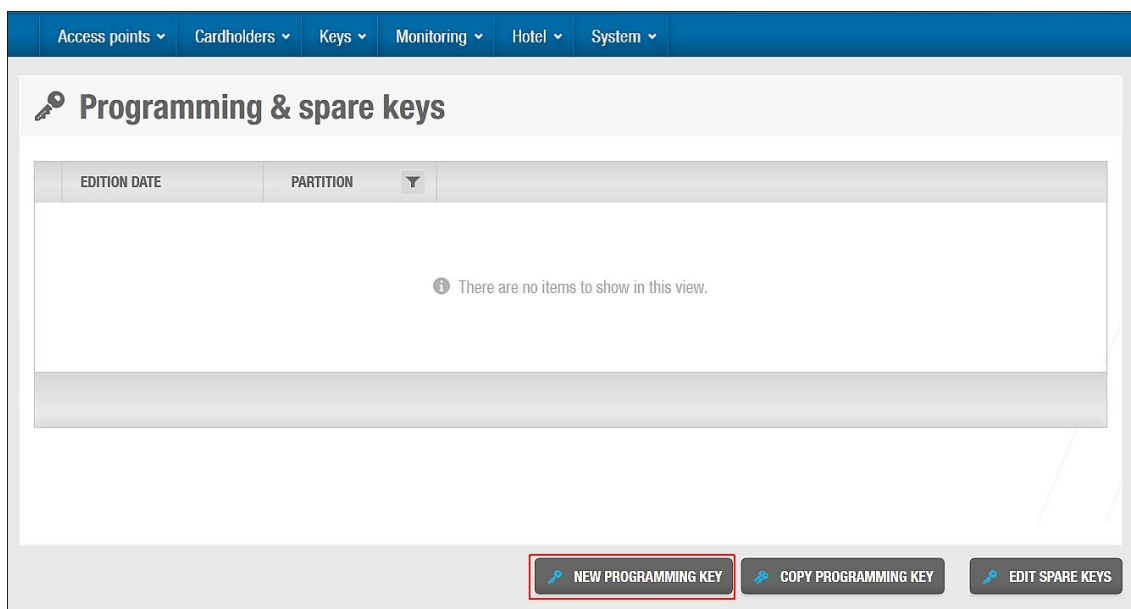 Access points Cardholders Keys Monitoring Hotel System
Programming & spare keys
EDITION DATE PARTITION
There are no items to show in this view.
NEW PROGRAMMING KEY COPY PROGRAMMING KEY EDIT SPARE KEYS